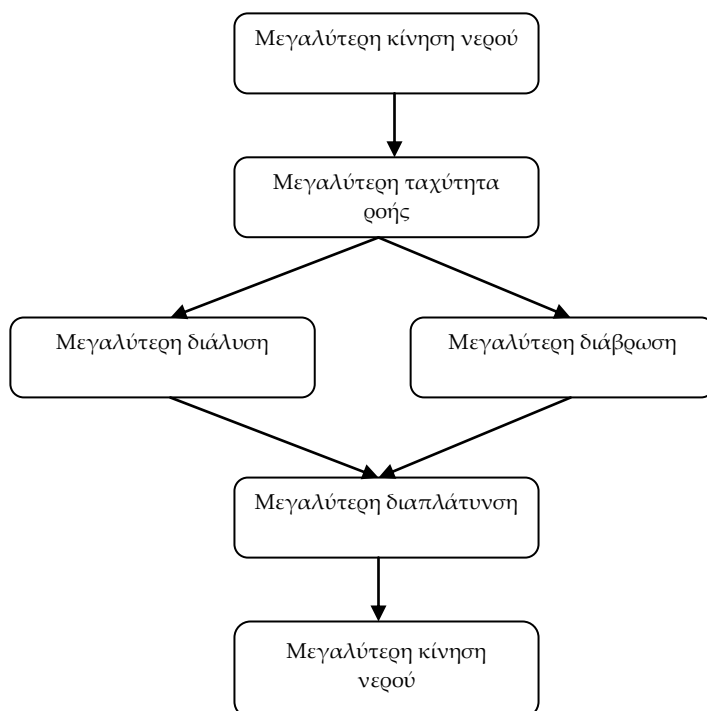 Μεγαλύτερη κίνηση νερού
Μεγαλύτερη ταχύτητα
ροής
Μεγαλύτερη διάλυση
Μεγαλύτερη διάβρωση
Μεγαλύτερη διαπλάτυνση
Μεγαλύτερη κίνηση
νερού